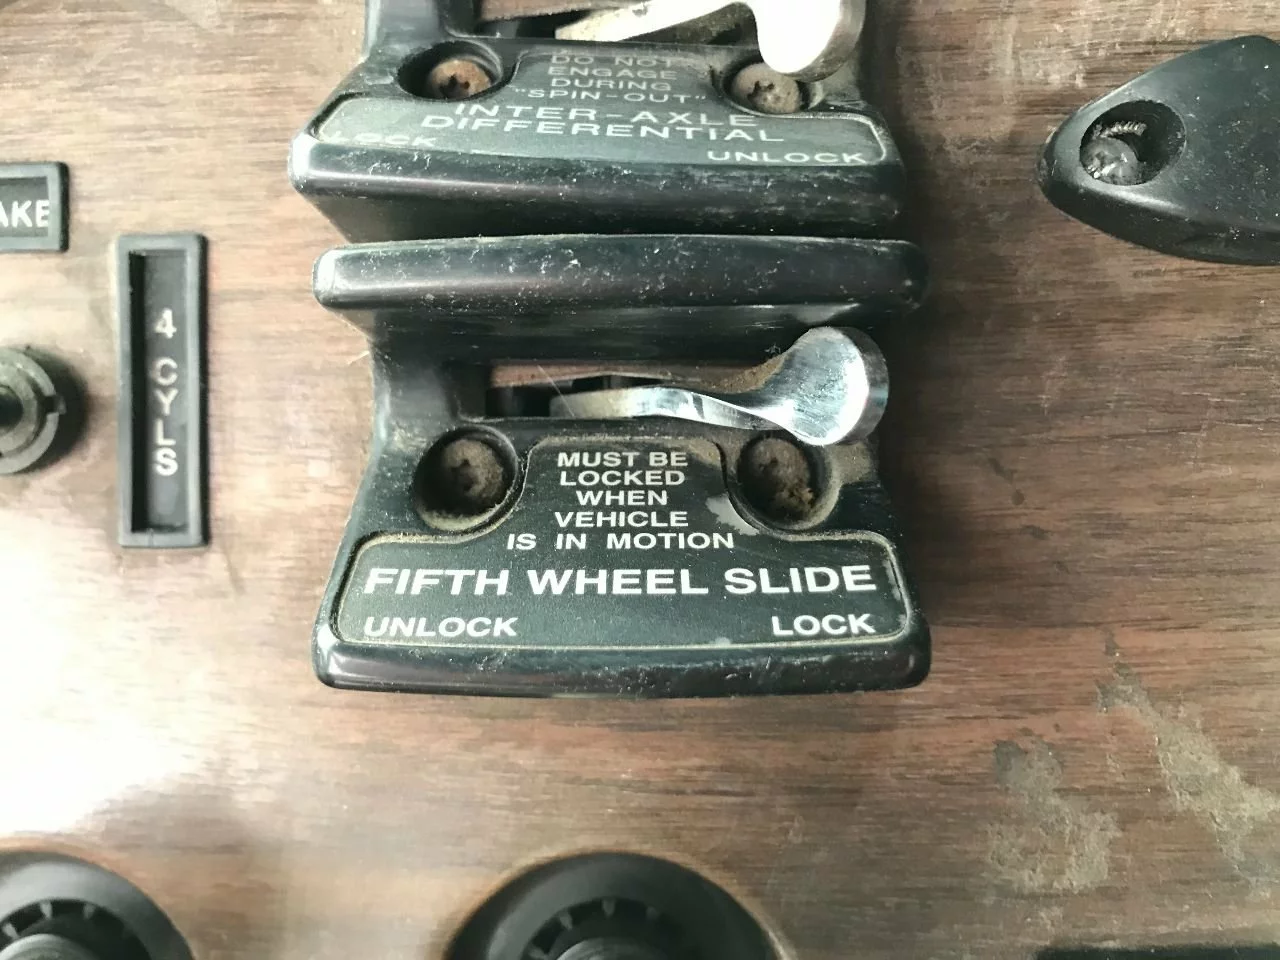 DO NOT
ENGAGE
DURING
"SPIN-OUT"
INTER-AXLE
DIFFERENTIAL
LOCK
UNLOCK
AKE
4 CYLS
MUST BE
LOCKED
WHEN
VEHICLE
IS IN MOTION
FIFTH WHEEL SLIDE
UNLOCK
LOCK